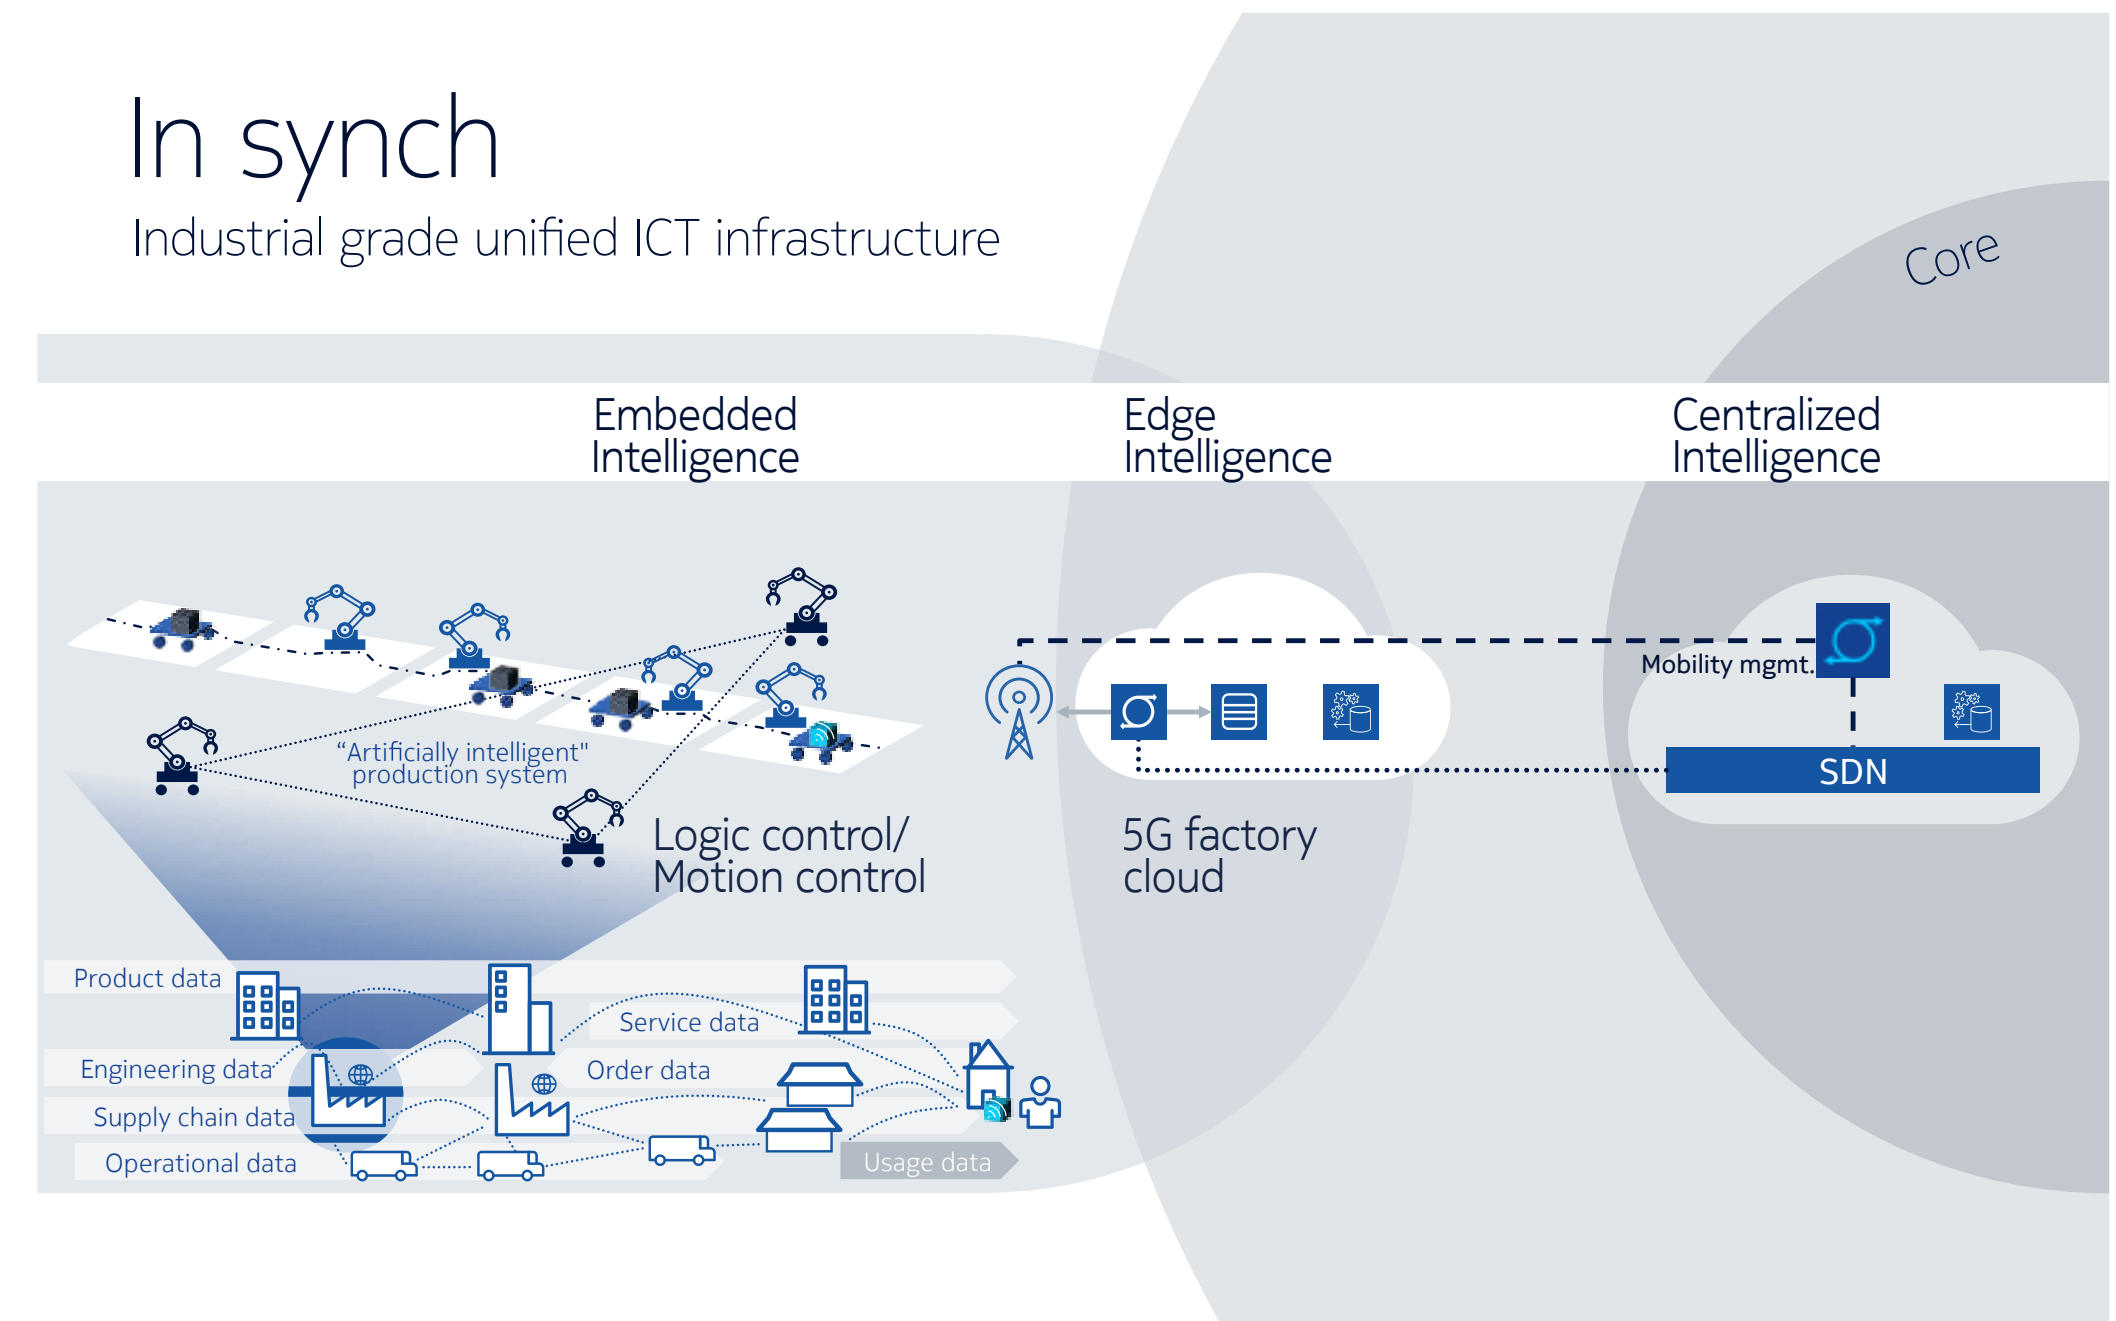 In synch
Industrial grade unified ICT infrastructure
Core
Embedded
Intelligence
Edge
Intelligence
Centralized
Intelligence
Mobility mgmt.
SDN
“Artificially intelligent"
production system
Logic control/
Motion control
5G factory
cloud
Product data
Service data
Engineering data
Order data
Supply chain data
Operational data
Usage data